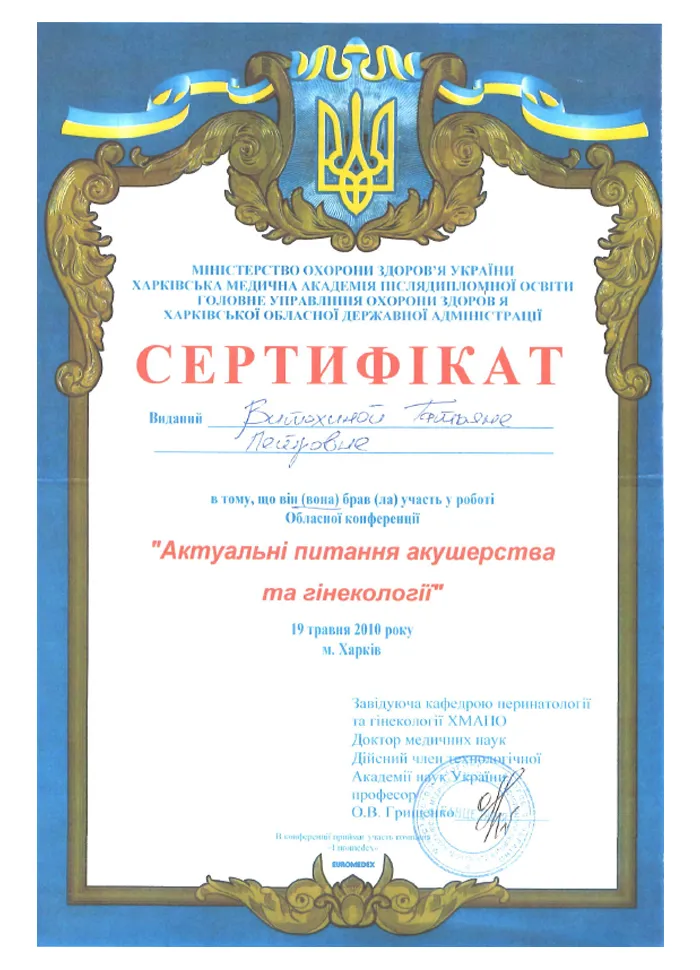 МІНІСТЕРСТВО ОХОРОНИ ЗДОРОВ'Я УКРАЇНИ
ХАРКІВСЬКА МЕДИЧНА АКАДЕМІЯ ПІСЛЯДИПЛОМНОЇ ОСВІТИ
ГОЛОВНЕ УПРАВЛІННЯ ОХОРОНИ ЗДОРОВ'Я
ХАРКІВСЬКОЇ ОБЛАСНОЇ ДЕРЖАВНОЇ АДМІНІСТРАЦІЇ
СЕРТИФІКАТ
Виданий Витохиной Татьяне
Петровне
в тому, що він (вона) брав (ла) участь у роботі
Обласної конференції
"Актуальні питання акушерства
та гінекології"
19 травня 2010 року
м. Харків
Завідуюча кафедрою перинатології
та гінекології ХМАПО
Доктор медичних наук
Дійсний член технологічної
Академії наук України
професор
О.В. Грищенко
В конференції прийняли участь компанія
«Euromedex»
EUROMEDEX